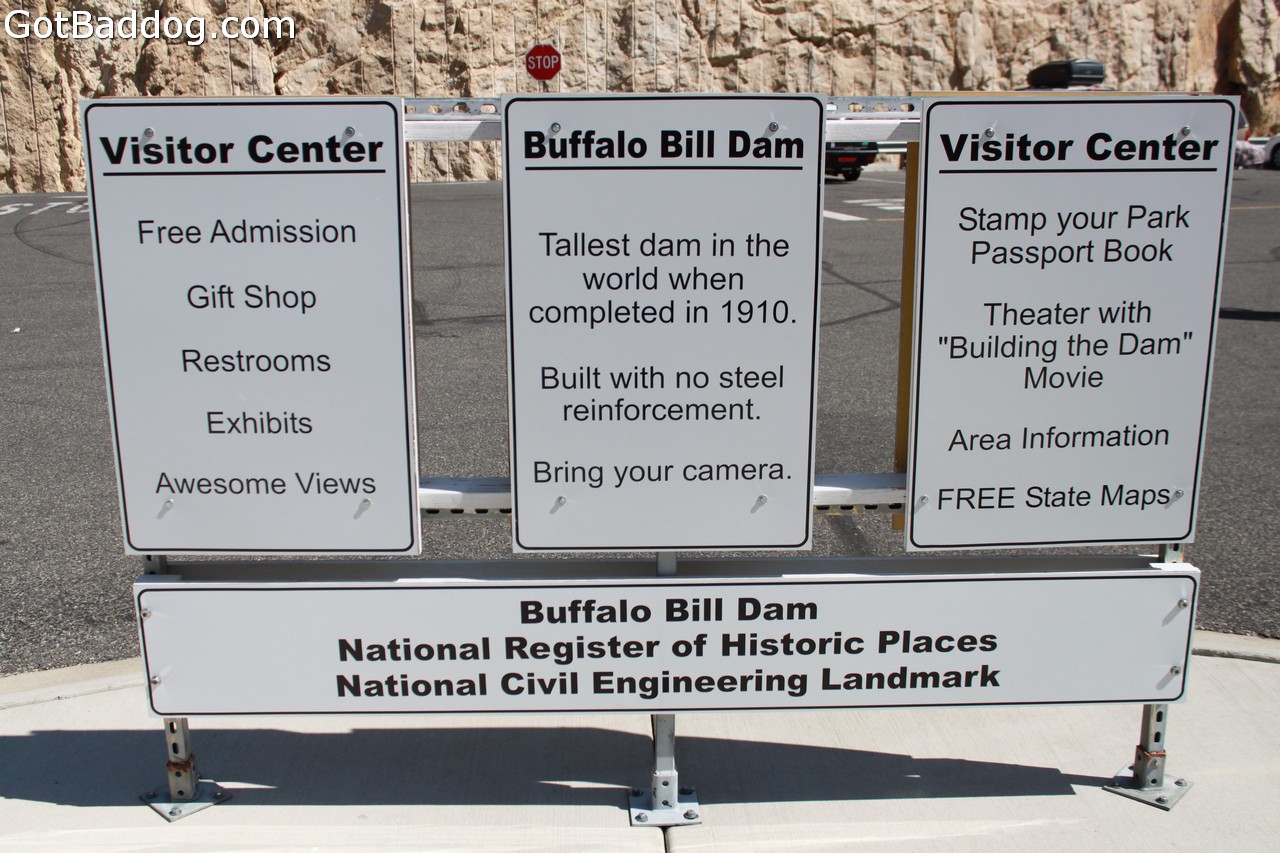 GotBaddog.com
STOP
Visitor Center
Free Admission
Gift Shop
Restrooms
Exhibits
Awesome Views
Buffalo Bill Dam
Tallest dam in the
world when
completed in 1910.
Built with no steel
reinforcement.
Bring your camera.
Visitor Center
Stamp your Park
Passport Book
Theater with
"Building the Dam"
Movie
Area Information
FREE State Maps
Buffalo Bill Dam
National Register of Historic Places
National Civil Engineering Landmark